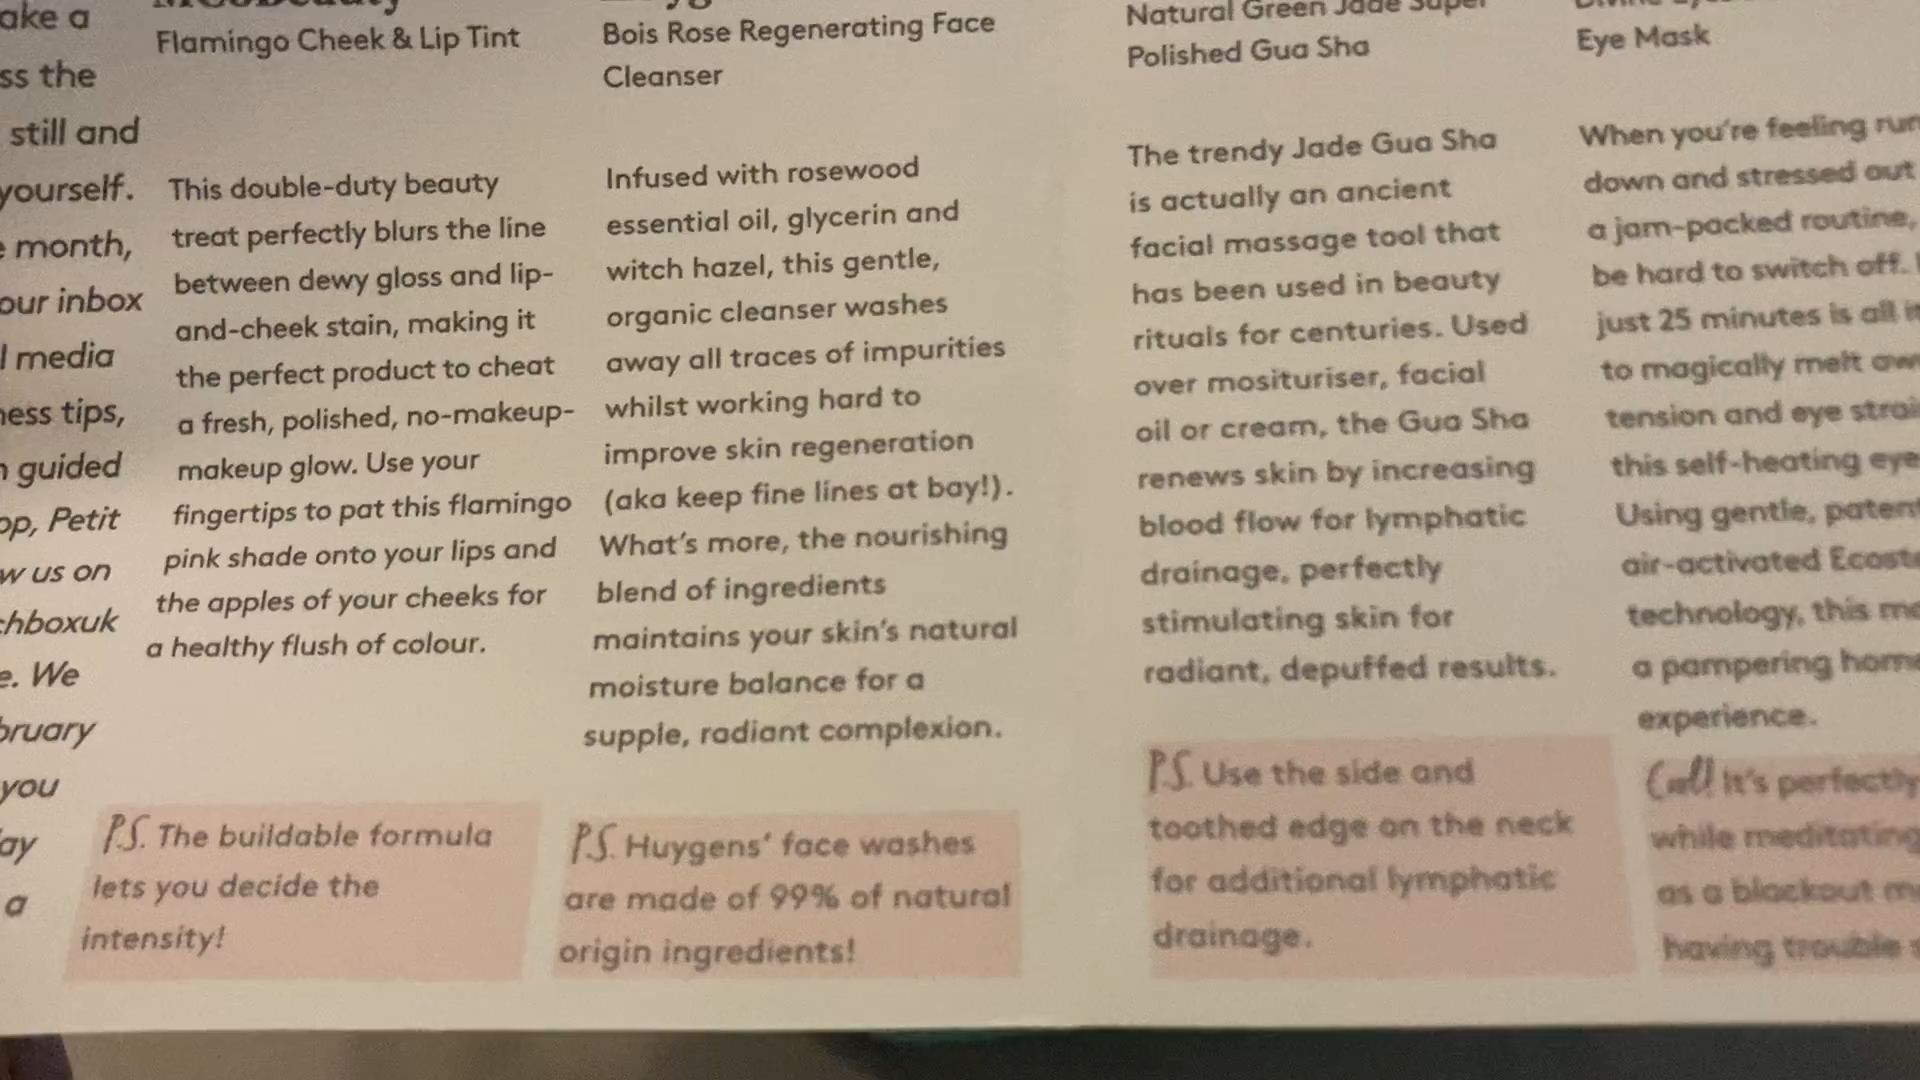 ake a
ss the
still and
yourself.
month,
our inbox
media
ness tips,
guided
op, Petit
w us on
chboxuk
e. We
bruary
you
ay
a
Flamingo Cheek & Lip Tint
This double-duty beauty
treat perfectly blurs the line
between dewy gloss and lip-
and-cheek stain, making it
the perfect product to cheat
a fresh, polished, no-makeup-
makeup glow. Use your
fingertips to pat this flamingo
pink shade onto your lips and
the apples of your cheeks for
a healthy flush of colour.
P.S. The buildable formula
lets you decide the
intensity!
Bois Rose Regenerating Face
Cleanser
Infused with rosewood
essential oil, glycerin and
witch hazel, this gentle,
organic cleanser washes
away all traces of impurities
whilst working hard to
improve skin regeneration
(aka keep fine lines at bay!).
What's more, the nourishing
blend of ingredients
maintains your skin's natural
moisture balance for a
supple, radiant complexion.
P.S. Huygens' face washes
are made of 99% of natural
origin ingredients!
Natural Green Jade Super
Polished Gua Sha
The trendy Jade Gua Sha
is actually an ancient
facial massage tool that
has been used in beauty
rituals for centuries. Used
over mosituriser, facial
oil or cream, the Gua Sha
renews skin by increasing
blood flow for lymphatic
drainage, perfectly
stimulating skin for
radiant, depuffed results.
P.S. Use the side and
toothed edge on the neck
for additional lymphatic
drainage.
Eye Mask
When you're feeling run
down and stressed out
a jam-packed routine,
be hard to switch off.
just 25 minutes is all it
to magically melt aw
tension and eye strai
this self-heating eye
Using gentle, patent
air-activated Ecoste
technology, this ma
a pampering home
experience.
Cool! It's perfectly
while meditating
as a blackout m
having trouble s